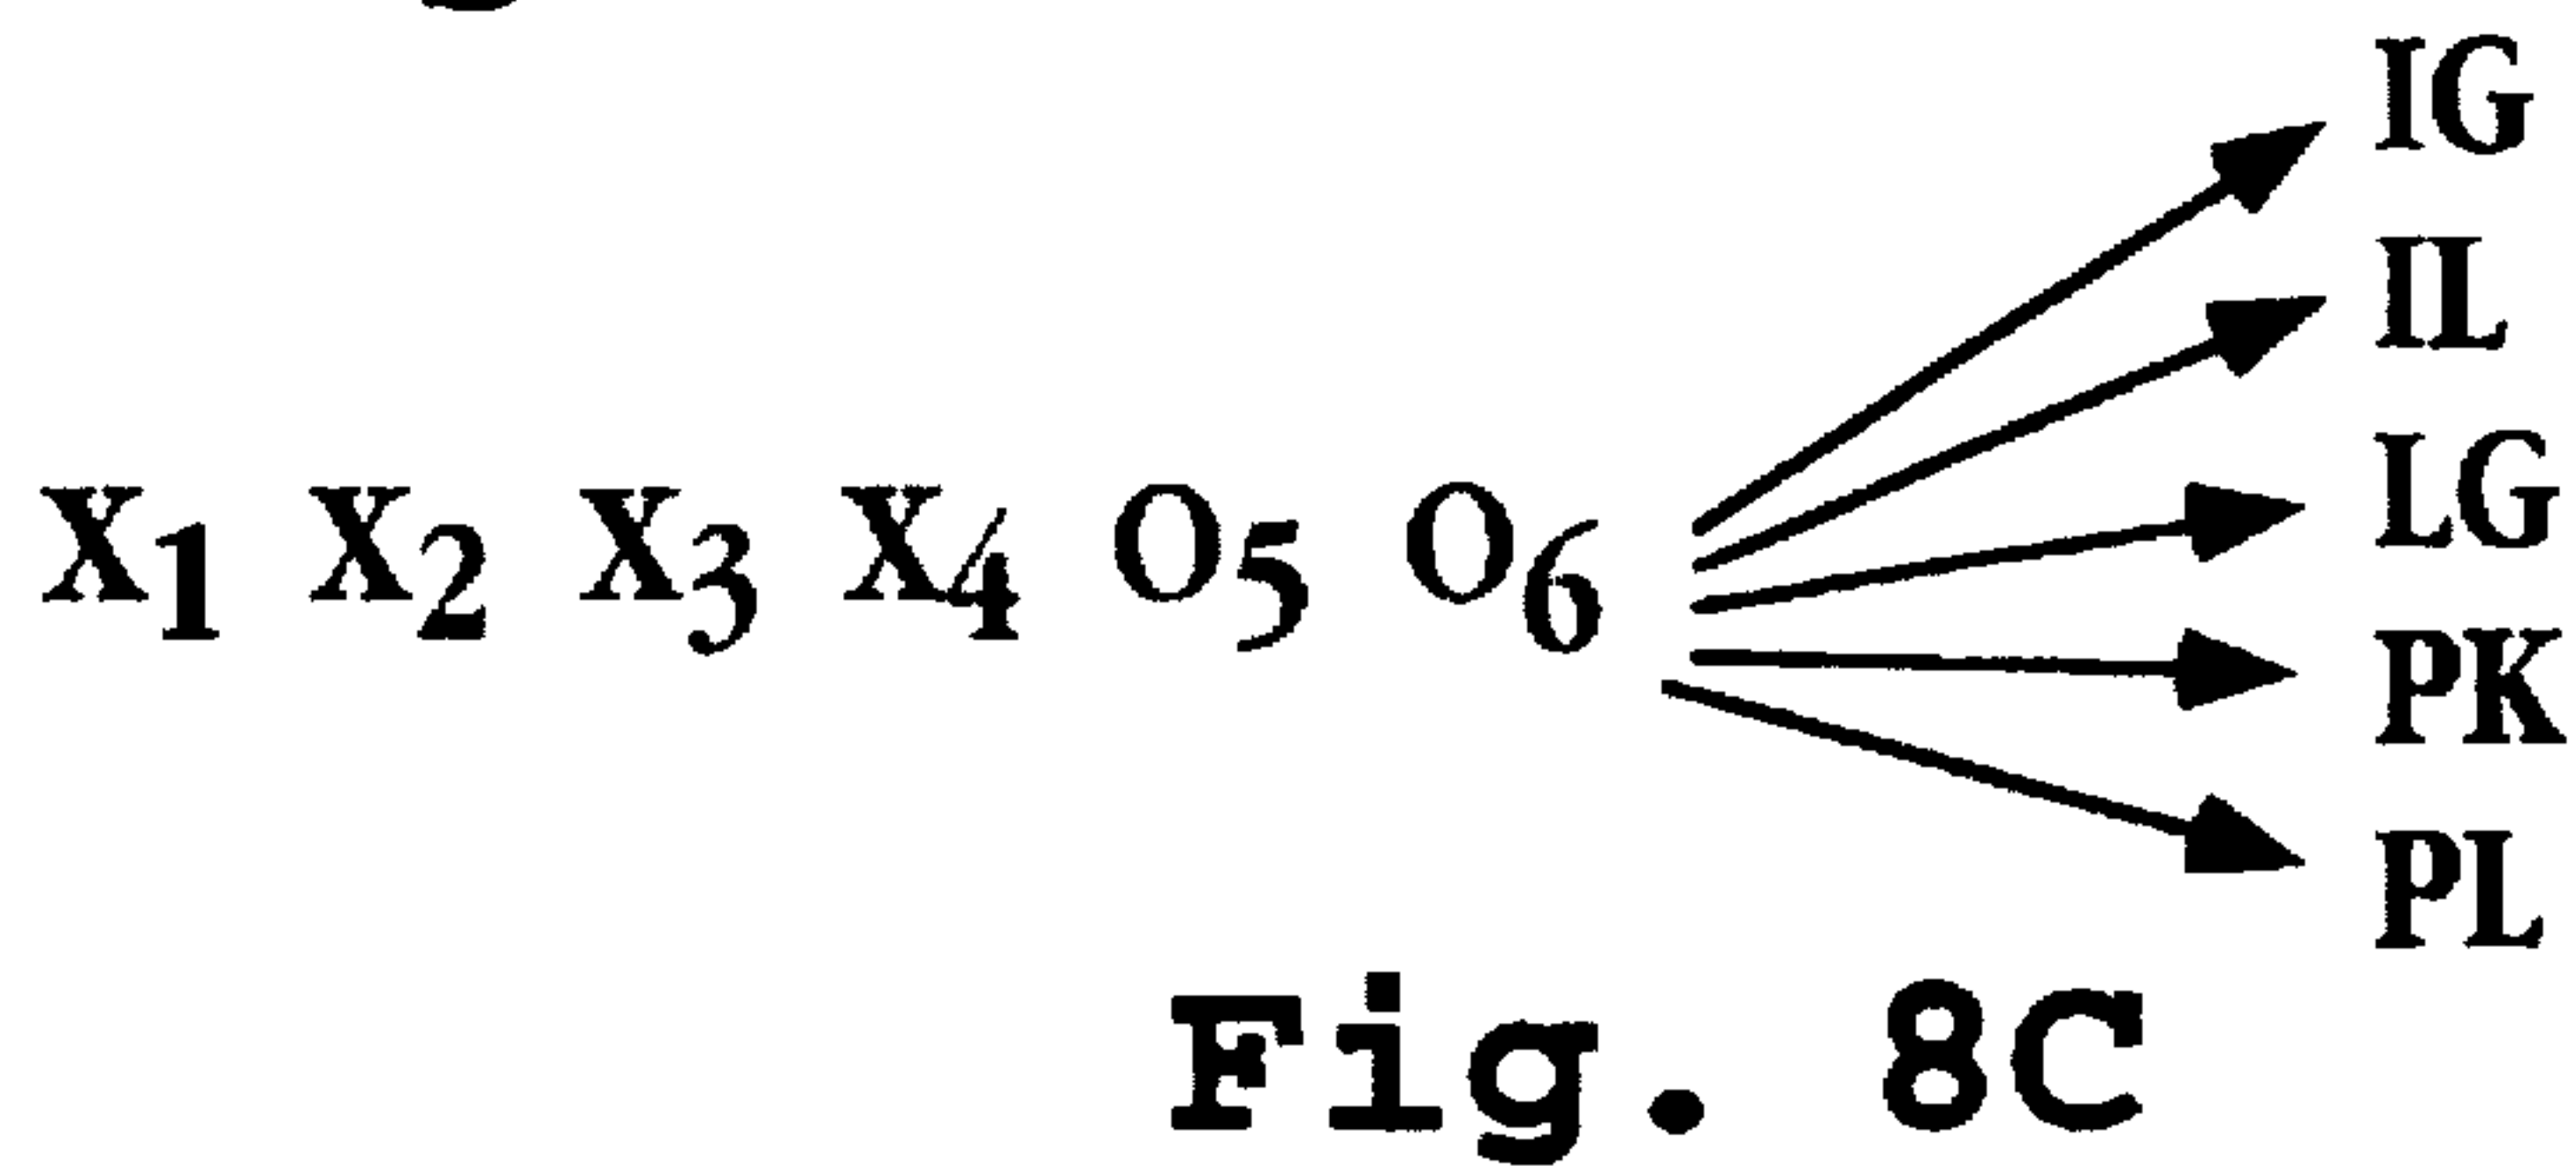 IG
IL
LG
X₁ X₂ X₃ X₄ O₅ O₆
PK
PL
Fig. 8C